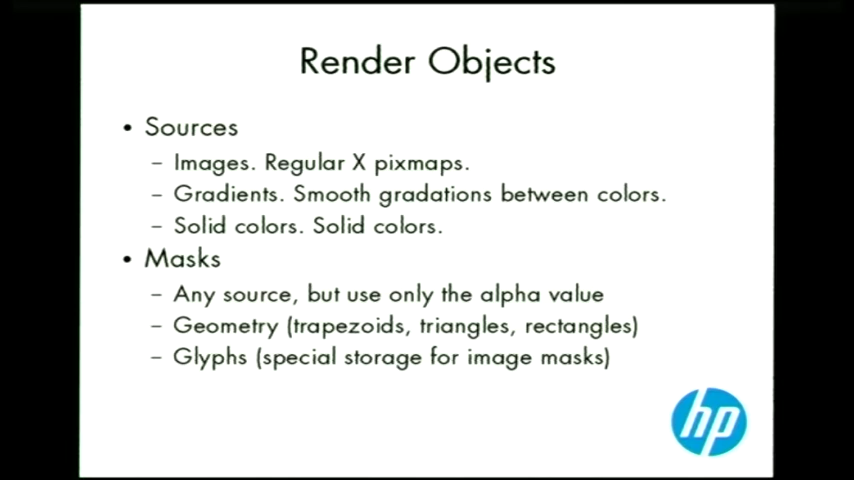 Render Objects
• Sources
– Images. Regular X pixmaps.
– Gradients. Smooth gradations between colors.
– Solid colors. Solid colors.
• Masks
– Any source, but use only the alpha value
– Geometry (trapezoids, triangles, rectangles)
– Glyphs (special storage for image masks)
hp